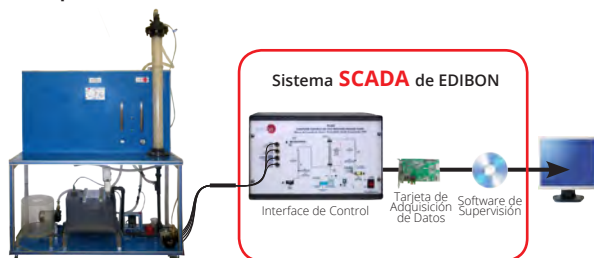 Sistema SCADA de EDIBON
Interface de Control
Tarjeta de
Adquisición
de Datos
Software de
Supervisión